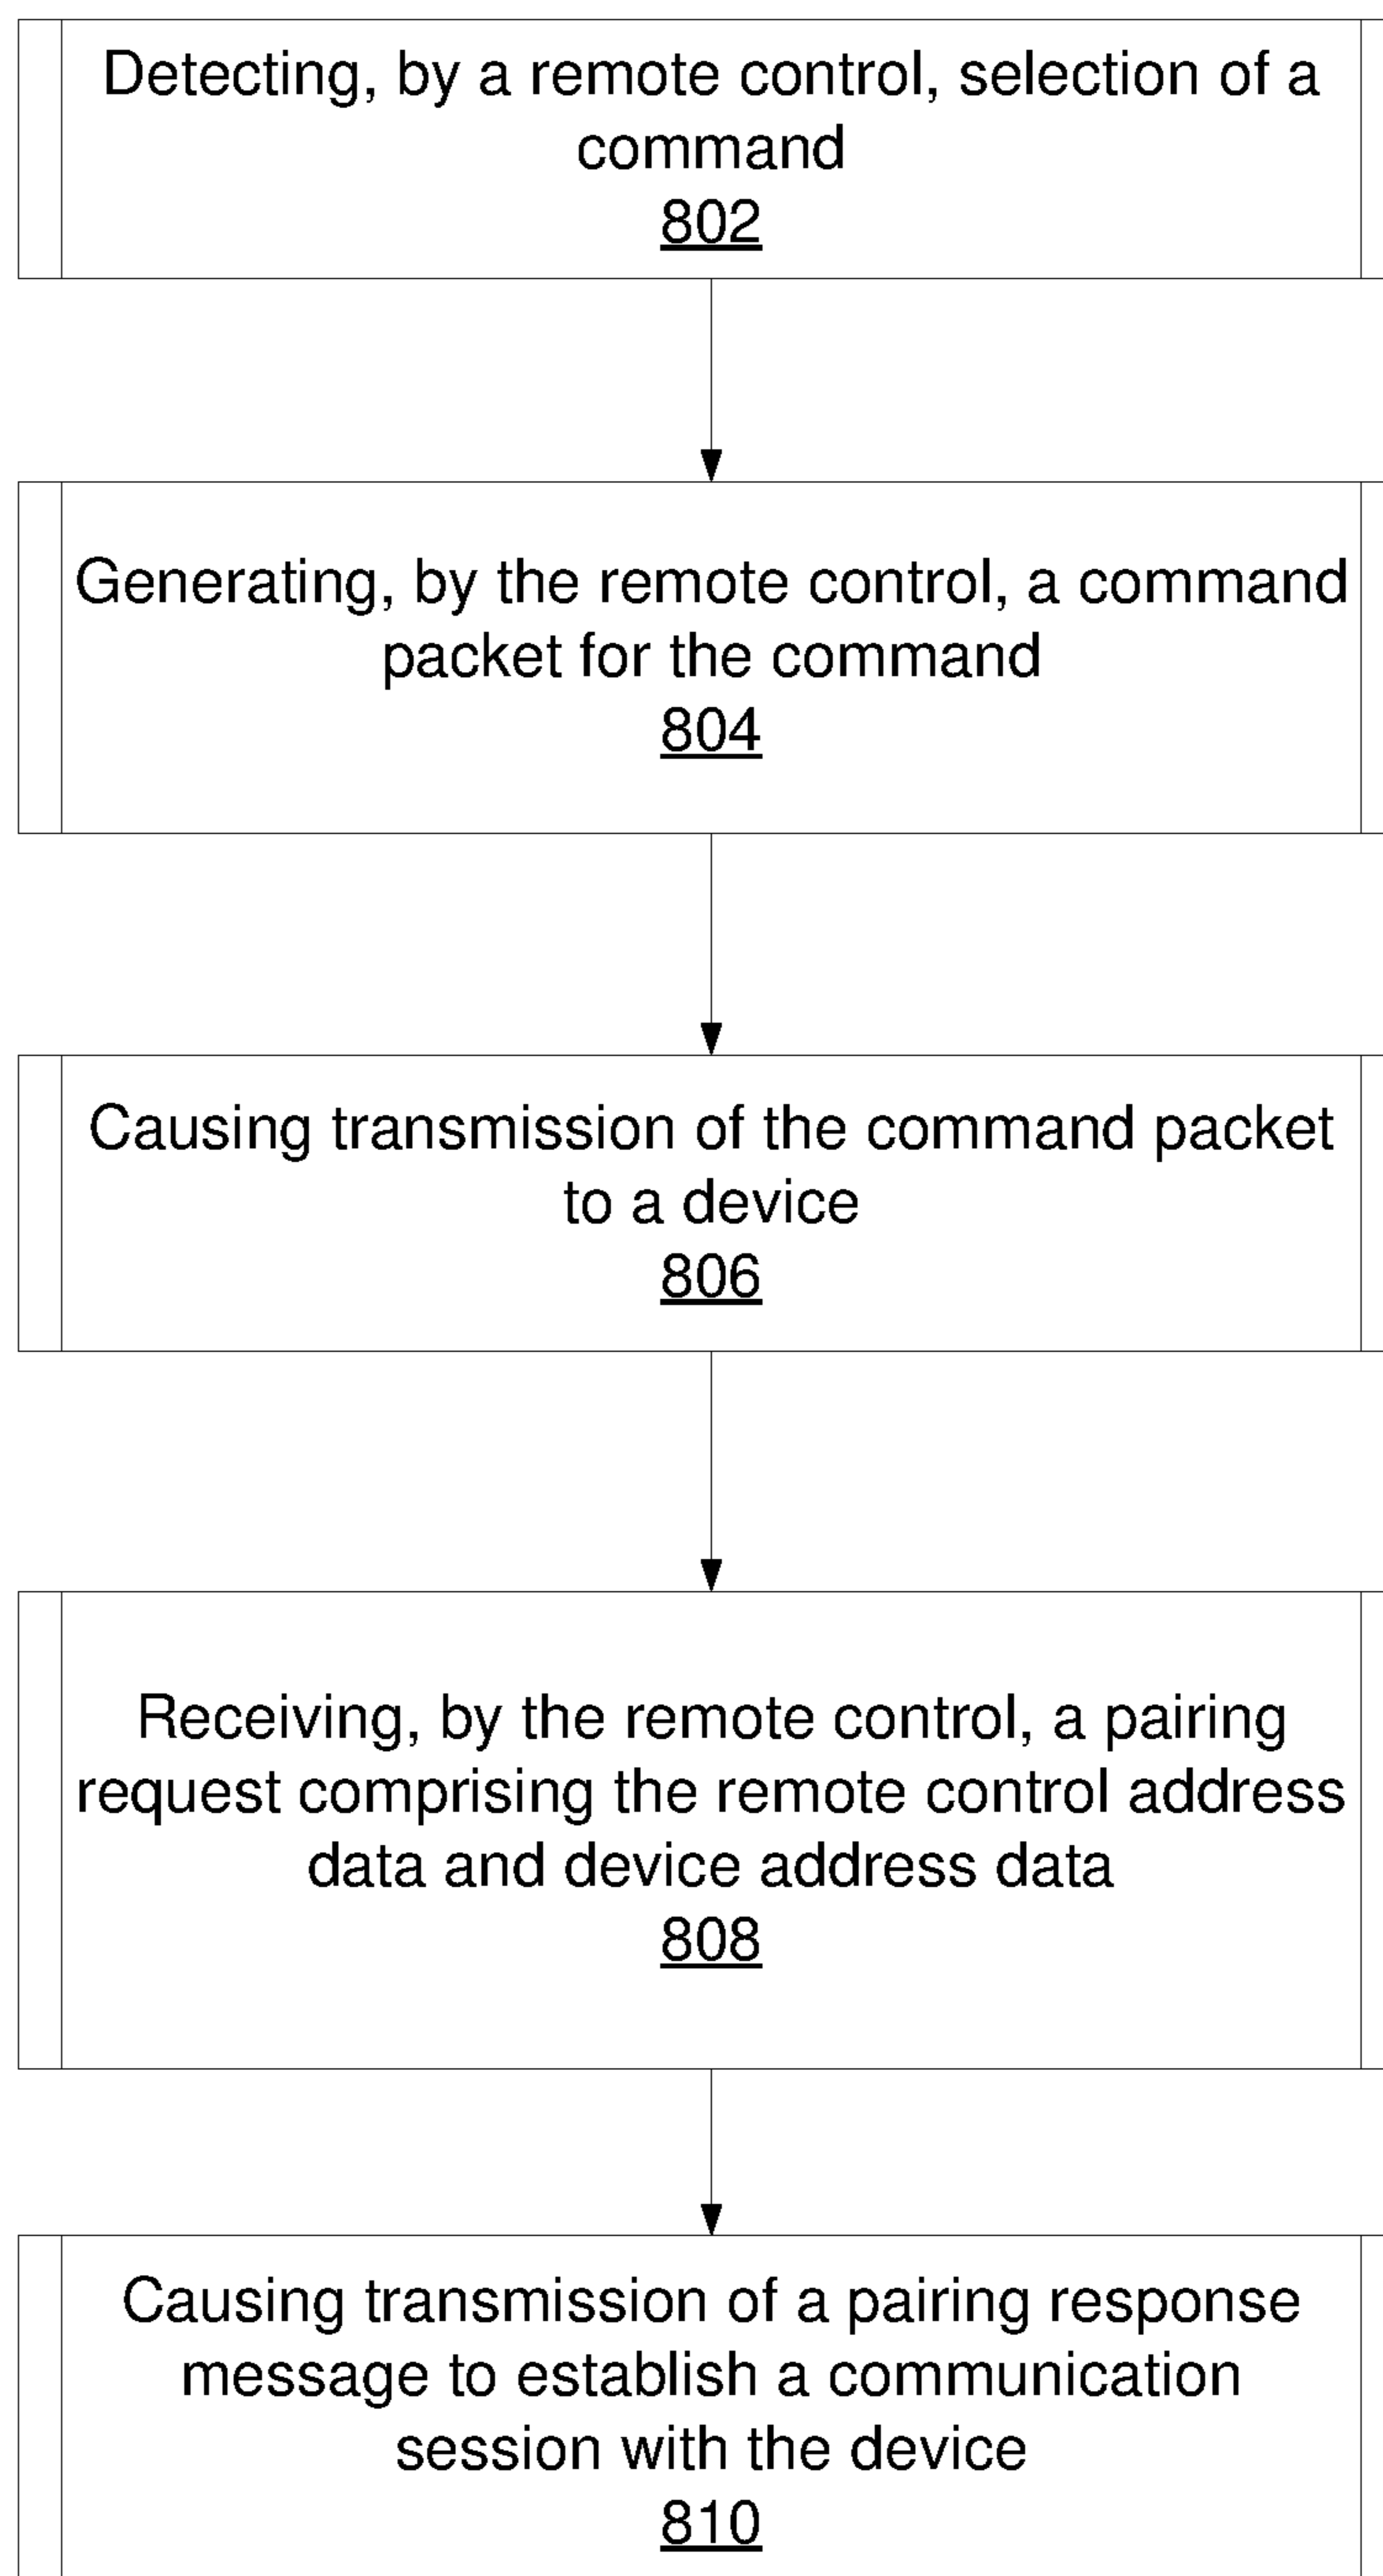 Detecting, by a remote control, selection of a
command
802
Generating, by the remote control, a command
packet for the command
804
Causing transmission of the command packet
to a device
806
Receiving, by the remote control, a pairing
request comprising the remote control address
data and device address data
808
Causing transmission of a pairing response
message to establish a communication
session with the device
810